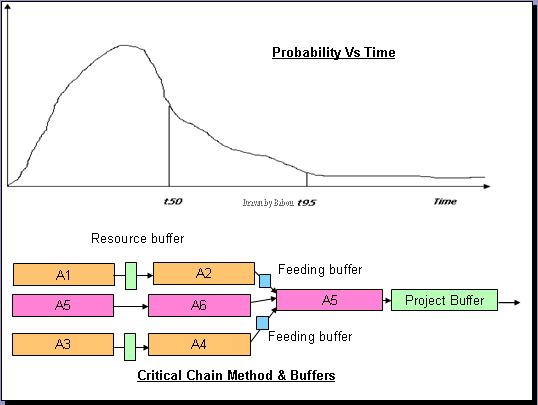 Probability Vs Time
t50
Drawn by Babou
t95
Time
Resource buffer
A1
A2
Feeding buffer
A5
A6
A5
Project Buffer
A3
A4
Feeding buffer
Critical Chain Method & Buffers